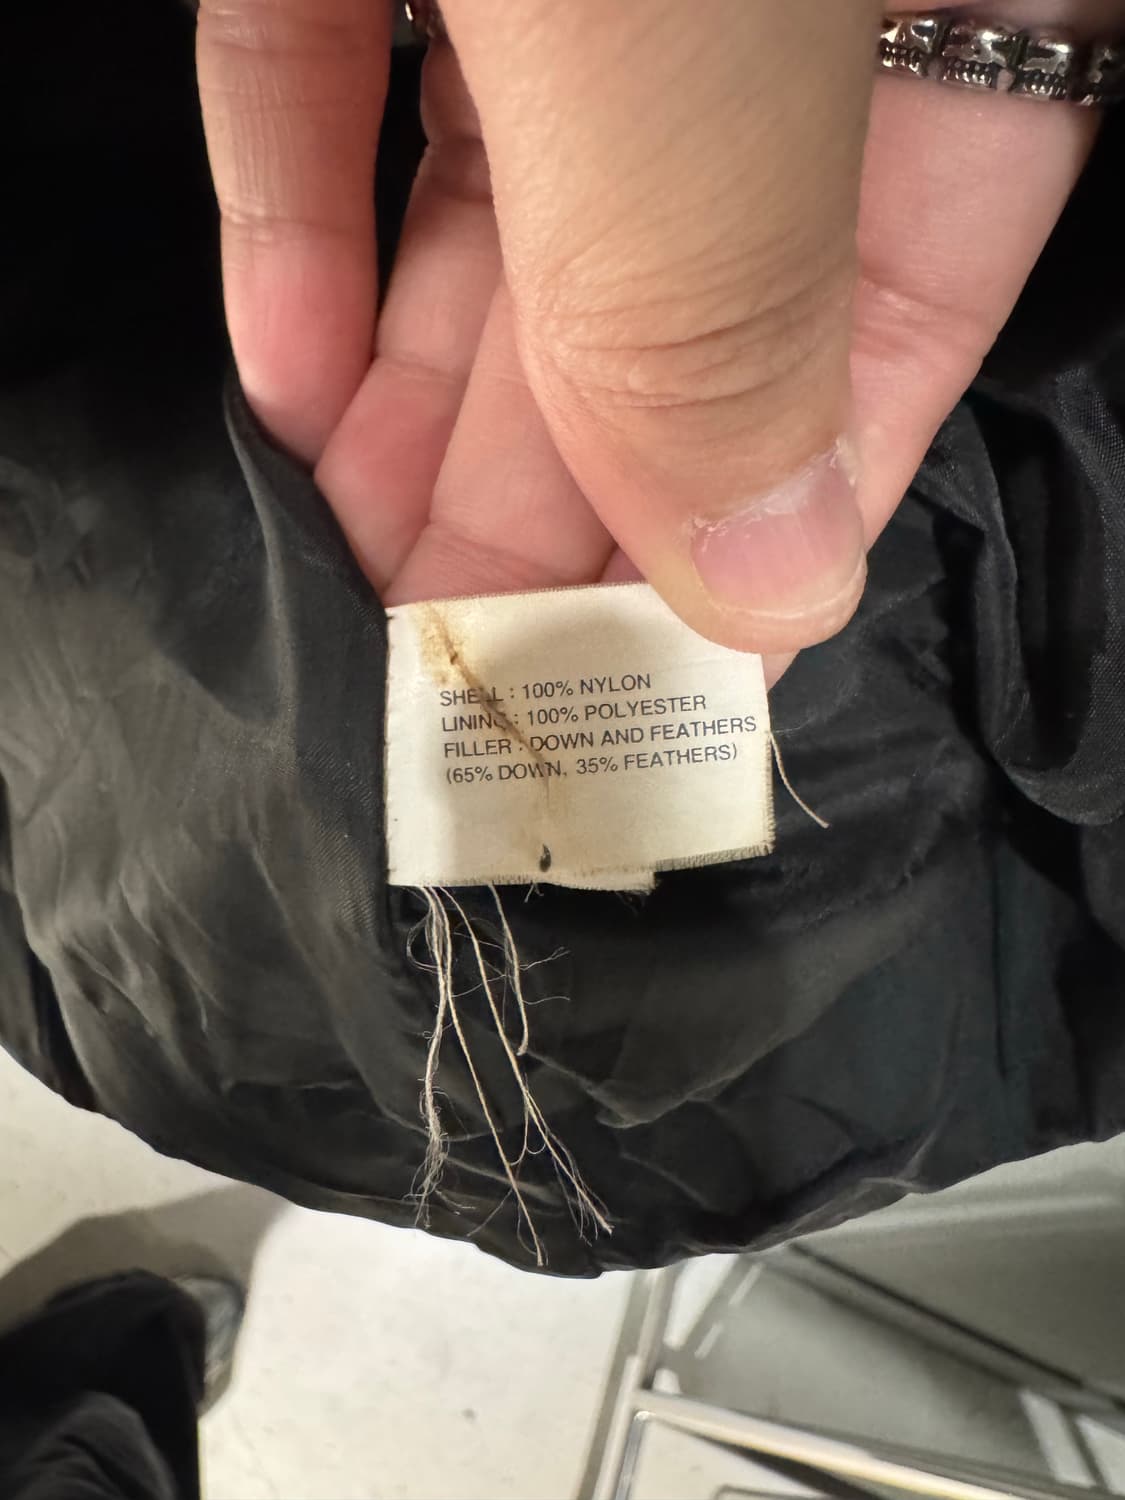 SHELL : 100% NYLON
LINING : 100% POLYESTER
FILLER : DOWN AND FEATHERS
(65% DOWN, 35% FEATHERS)